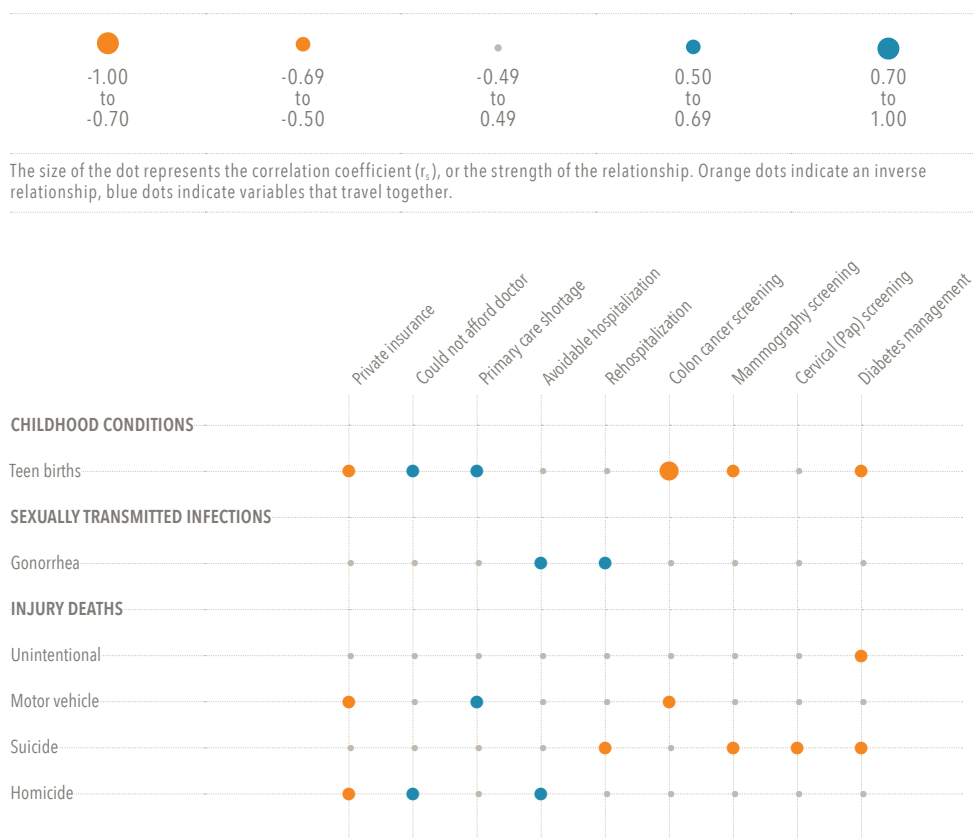 -1.00 to -0.70
-0.69 to -0.50
-0.49 to 0.49
0.50 to 0.69
0.70 to 1.00
The size of the dot represents the correlation coefficient (rₛ), or the strength of the relationship. Orange dots indicate an inverse
relationship, blue dots indicate variables that travel together.
Private insurance
Could not afford doctor
Primary care shortage
Avoidable hospitalization
Rehospitalization
Colon cancer screening
Mammography screening
Cervical (Pap) screening
Diabetes management
CHILDHOOD CONDITIONS
Teen births
SEXUALLY TRANSMITTED INFECTIONS
Gonorrhea
INJURY DEATHS
Unintentional
Motor vehicle
Suicide
Homicide